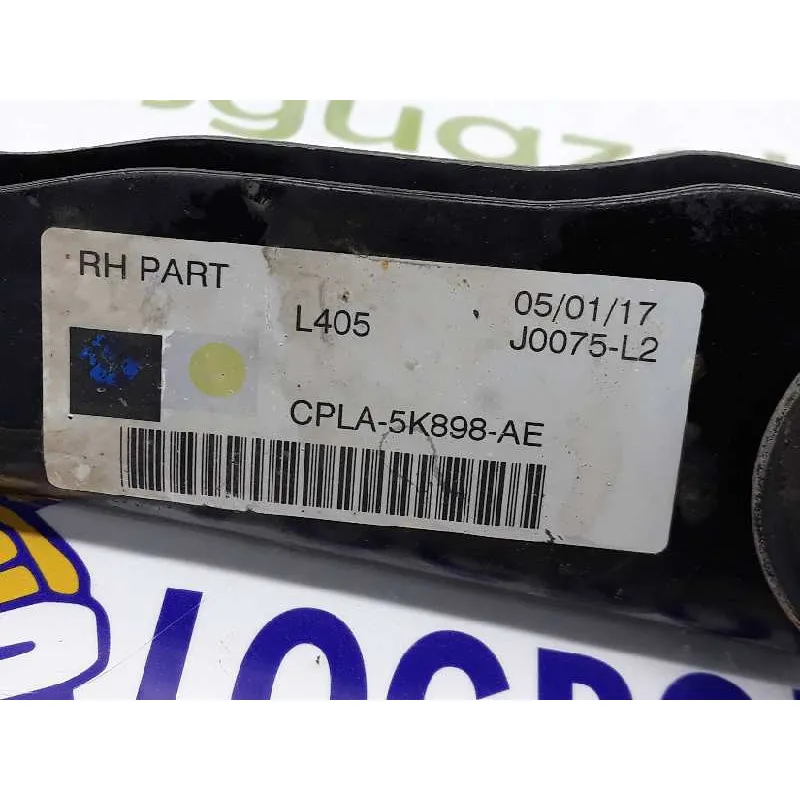 RH PART
L405
05/01/17
J0075-L2
CPLA-5K898-AE